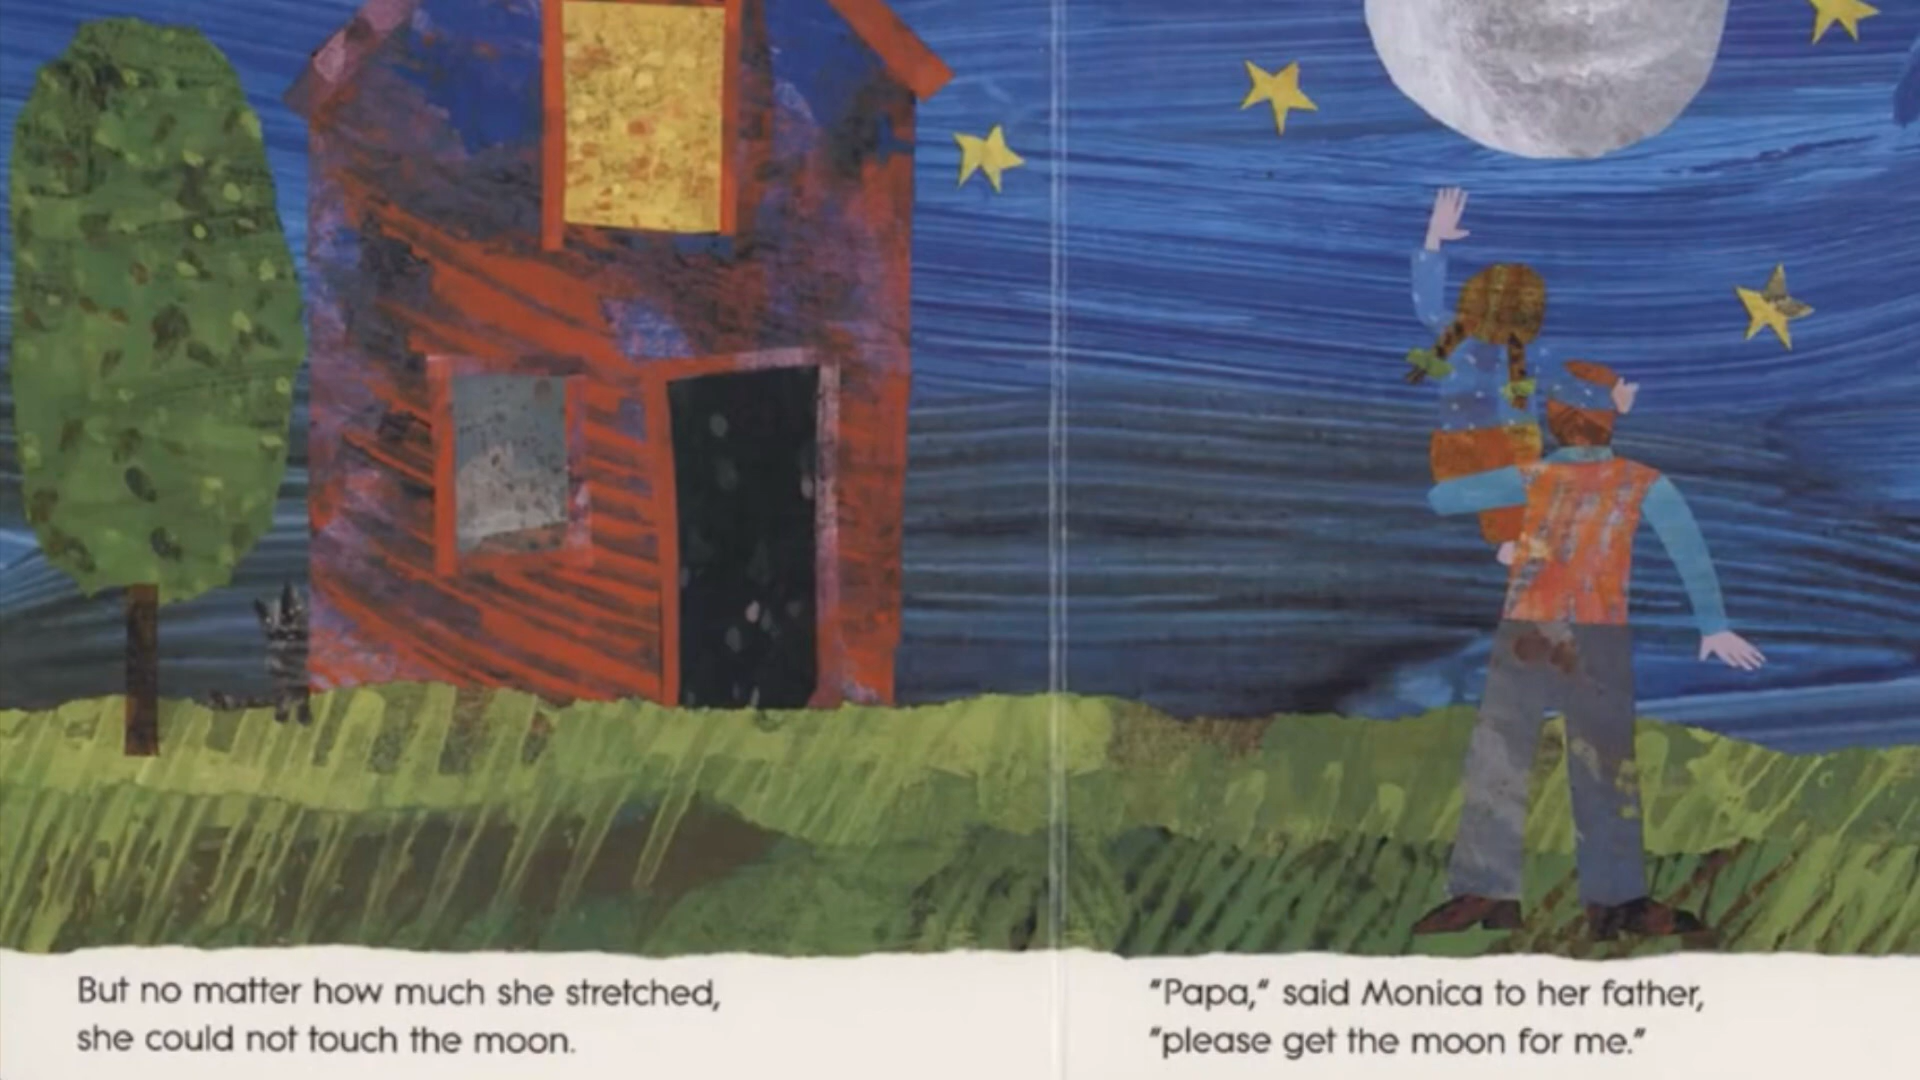 But no matter how much she stretched,
she could not touch the moon.
"Papa," said Monica to her father,
"please get the moon for me."